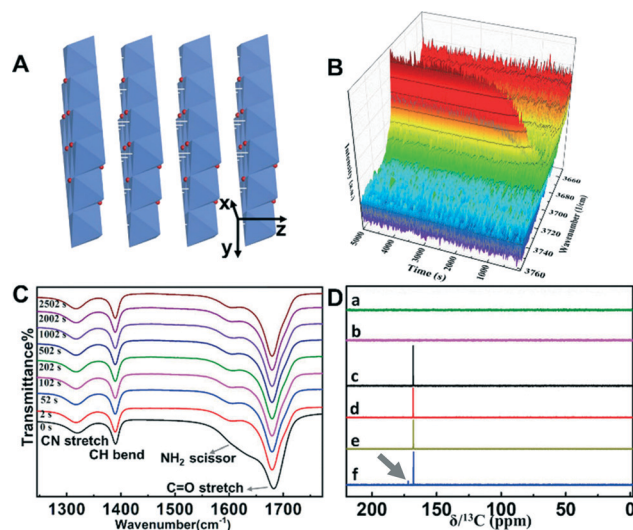 A
x
z
y
B
3660
3680
3700
3720
3740
3760
Wavenumber (1/cm)
5000
4000
3000
2000
1000
Time (s)
C
Transmittance%
2502 s
2002 s
1002 s
502 s
202 s
102 s
52 s
2 s
0 s
CN stretch
CH bend
NH2 scissor
C=O stretch
1300
1400
1500
1600
1700
Wavenumber(cm-1)
D
a
b
c
d
e
f
200
150
100
50
0
δ/13C (ppm)